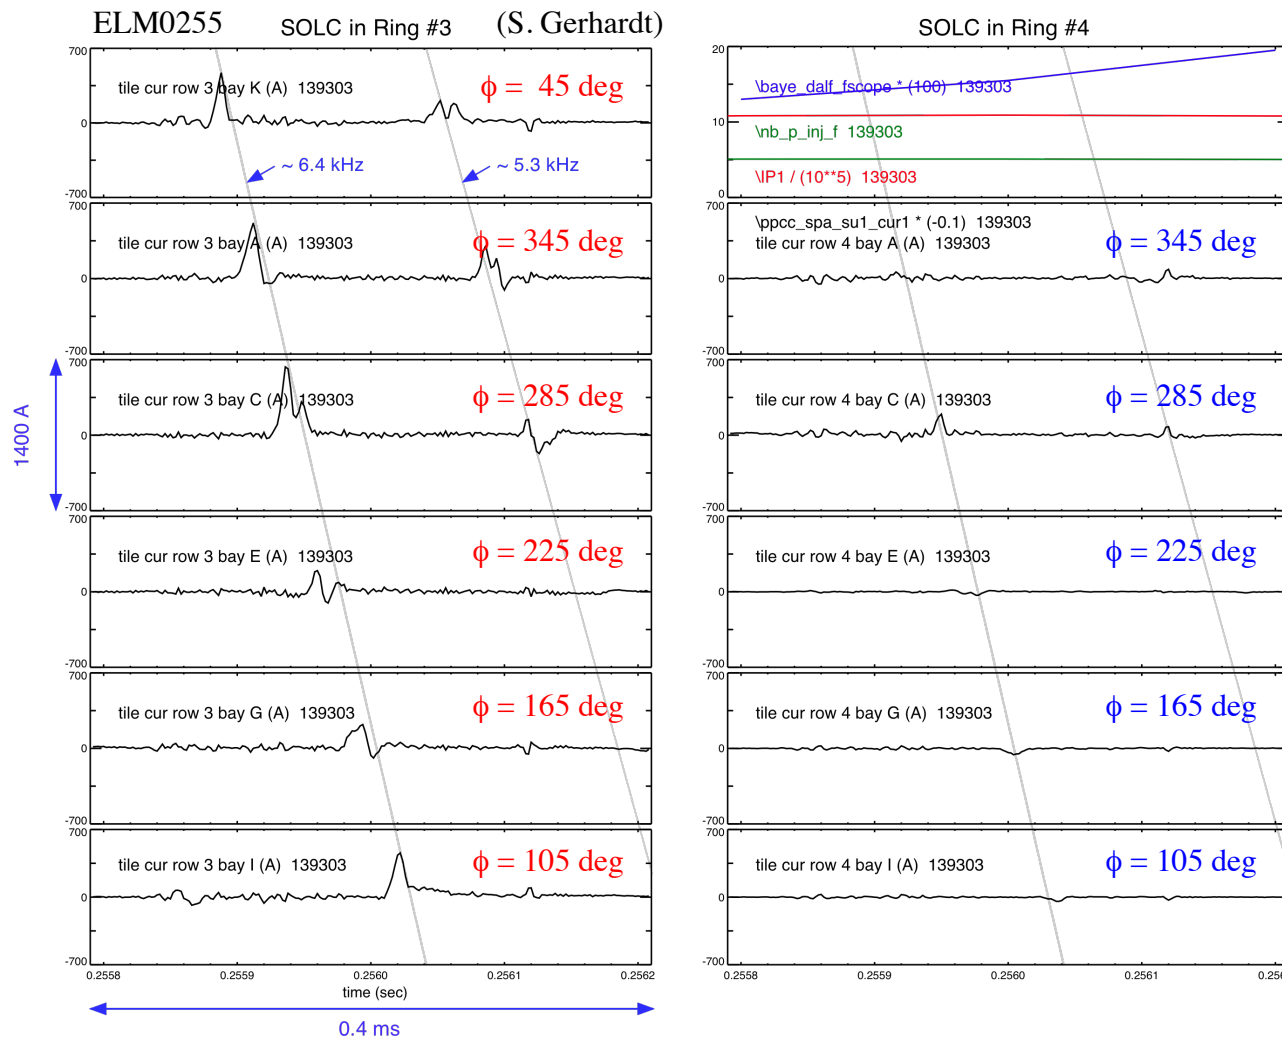 ELM0255 SOLC in Ring #3 (S. Gerhardt) SOLC in Ring #4
700
tile cur row 3 bay K (A) 139303
ϕ = 45 deg
0
~ 6.4 kHz
~ 5.3 kHz
-700
20
\baye_dalf_fscope * (100) 139303
10
\nb_p_inj_f 139303
\IP1 / (10**5) 139303
0
700
tile cur row 3 bay A (A) 139303
ϕ = 345 deg
0
-700
700
\ppcc_spa_su1_cur1 * (-0.1) 139303
tile cur row 4 bay A (A) 139303
ϕ = 345 deg
0
-700
1400 A
700
tile cur row 3 bay C (A) 139303
ϕ = 285 deg
0
-700
700
tile cur row 4 bay C (A) 139303
ϕ = 285 deg
0
-700
700
tile cur row 3 bay E (A) 139303
ϕ = 225 deg
0
-700
700
tile cur row 4 bay E (A) 139303
ϕ = 225 deg
0
-700
700
tile cur row 3 bay G (A) 139303
ϕ = 165 deg
0
-700
700
tile cur row 4 bay G (A) 139303
ϕ = 165 deg
0
-700
700
tile cur row 3 bay I (A) 139303
ϕ = 105 deg
0
-700
700
tile cur row 4 bay I (A) 139303
ϕ = 105 deg
0
-700
0.2558 0.2559 0.2560 0.2561 0.2562
time (sec)
0.4 ms
0.2558 0.2559 0.2560 0.2561